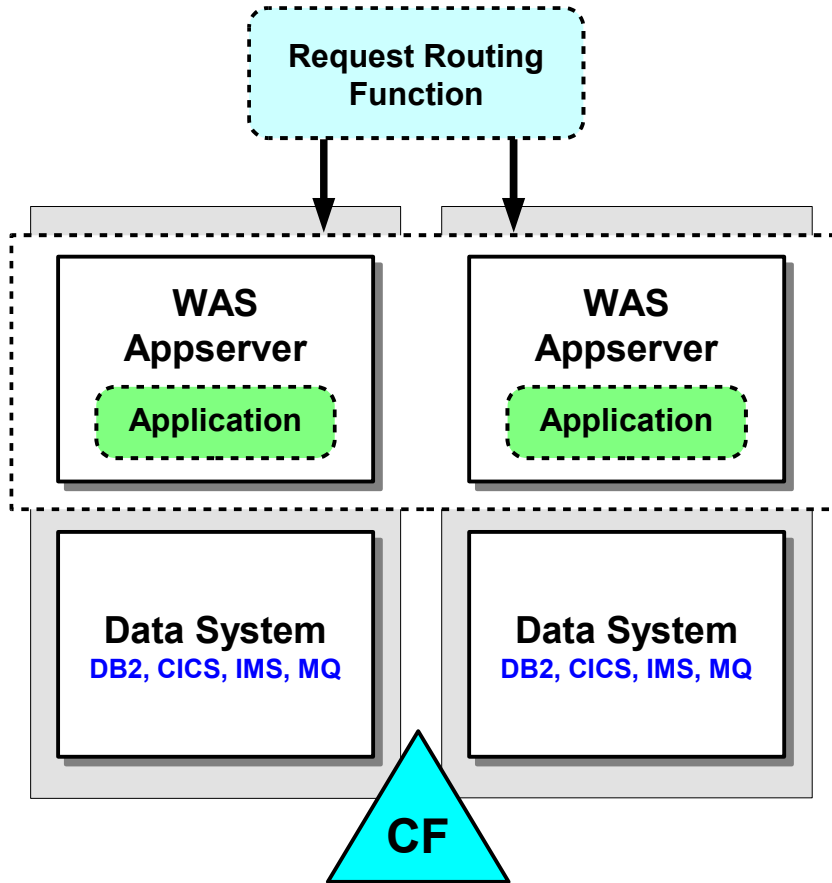 Request Routing
Function
WAS
Appserver
Application
WAS
Appserver
Application
Data System
DB2, CICS, IMS, MQ
Data System
DB2, CICS, IMS, MQ
CF